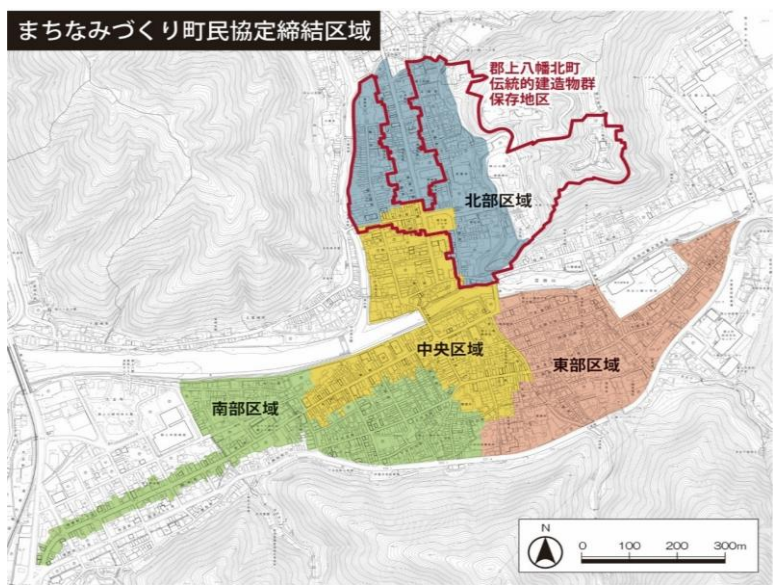 まちなみづくり町民協定締結区域
郡上八幡北町
伝統的建造物群
保存地区
北部区域
中央区域
東部区域
南部区域
N
0 100 200 300m